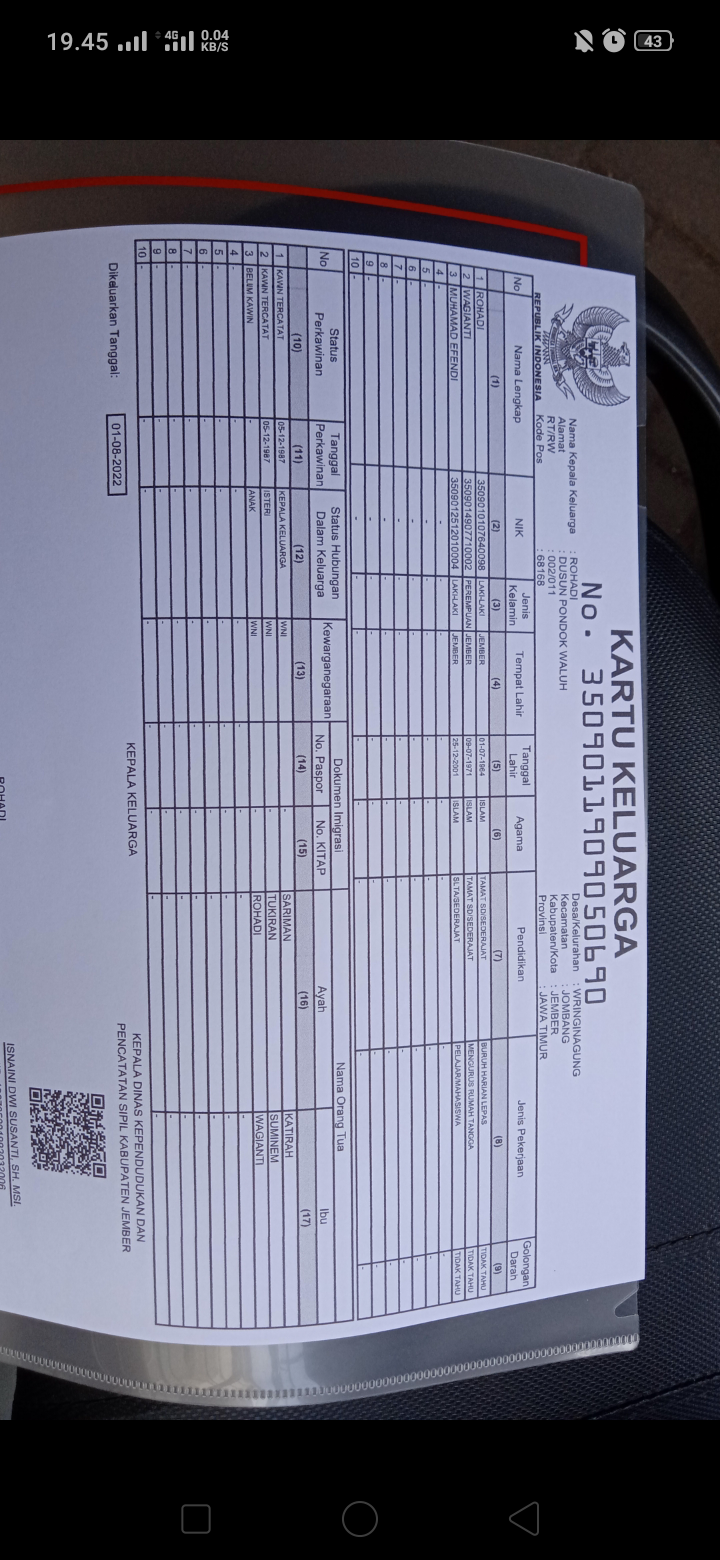 19.45 4G 0.04 KB/S 43
KARTU KELUARGA
No. 3509011909050690
REPUBLIK INDONESIA
Nama Kepala Keluarga : ROHADI
Alamat : DUSUN PONDOK WALUH
RT/RW : 002/011
Kode Pos : 68168
Desa/Kelurahan : WRINGINAGUNG
Kecamatan : JOMBANG
Kabupaten/Kota : JEMBER
Provinsi : JAWA TIMUR
No Nama Lengkap NIK Jenis Kelamin Tempat Lahir Tanggal Lahir Agama Pendidikan Jenis Pekerjaan Golongan Darah
(1) (2) (3) (4) (5) (6) (7) (8) (9)
1 ROHADI 3509010107640098 LAKI-LAKI JEMBER 01-07-1964 ISLAM TAMAT SD/SEDERAJAT BURUH HARIAN LEPAS TIDAK TAHU
2 WAGIANTI 3509014907710002 PEREMPUAN JEMBER 09-07-1971 ISLAM TAMAT SD/SEDERAJAT MENGURUS RUMAH TANGGA TIDAK TAHU
3 MUHAMAD EFENDI 3509012512010004 LAKI-LAKI JEMBER 25-12-2001 ISLAM SLTA/SEDERAJAT PELAJAR/MAHASISWA TIDAK TAHU
4 - - - - - - - - -
5 - - - - - - - - -
6 - - - - - - - - -
7 - - - - - - - - -
8 - - - - - - - - -
9 - - - - - - - - -
10 - - - - - - - - -
No Status Perkawinan Tanggal Perkawinan Status Hubungan Dalam Keluarga Kewarganegaraan Dokumen Imigrasi Nama Orang Tua
No. Paspor No. KITAP Ayah Ibu
(10) (11) (12) (13) (14) (15) (16) (17)
1 KAWIN TERCATAT 05-12-1987 KEPALA KELUARGA WNI - - SARIMAN KATIRAH
2 KAWIN TERCATAT 05-12-1987 ISTERI WNI - - TUKIRAN SUMINEM
3 BELUM KAWIN - ANAK WNI - - ROHADI WAGIANTI
4 - - - - - - - -
5 - - - - - - - -
6 - - - - - - - -
7 - - - - - - - -
8 - - - - - - - -
9 - - - - - - - -
10 - - - - - - - -
Dikeluarkan Tanggal: 01-08-2022
KEPALA KELUARGA
KEPALA DINAS KEPENDUDUKAN DAN
PENCATATAN SIPIL KABUPATEN JEMBER
ROHADI
ISNAINI DWI SUSANTI, SH. MSI.